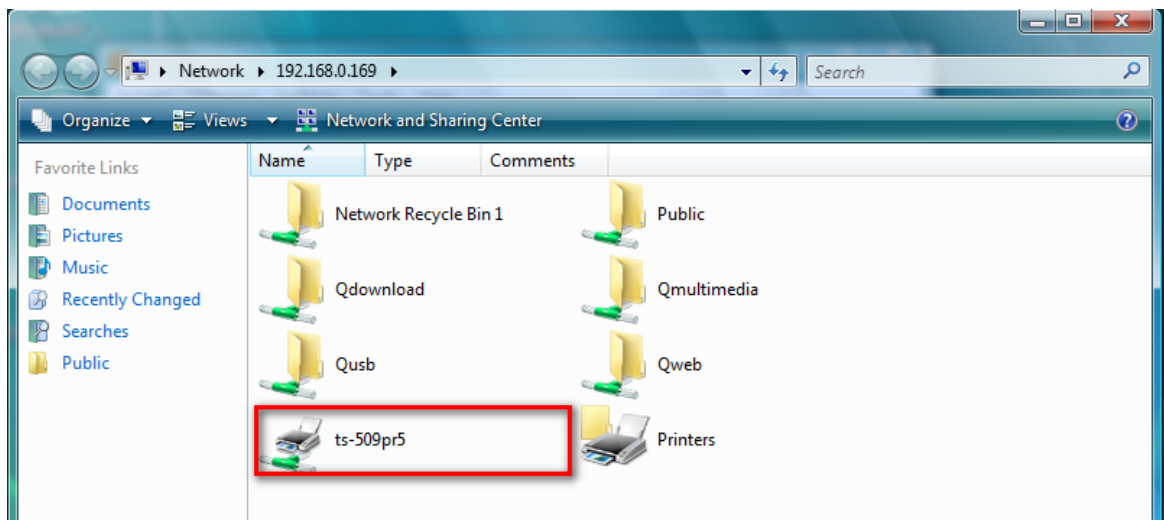 Network 192.168.0.169
Search
Organize Views Network and Sharing Center
Favorite Links
Documents
Pictures
Music
Recently Changed
Searches
Public
Name Type Comments
Network Recycle Bin 1 Public
Qdownload Qmultimedia
Qusb Qweb
ts-509pr5 Printers